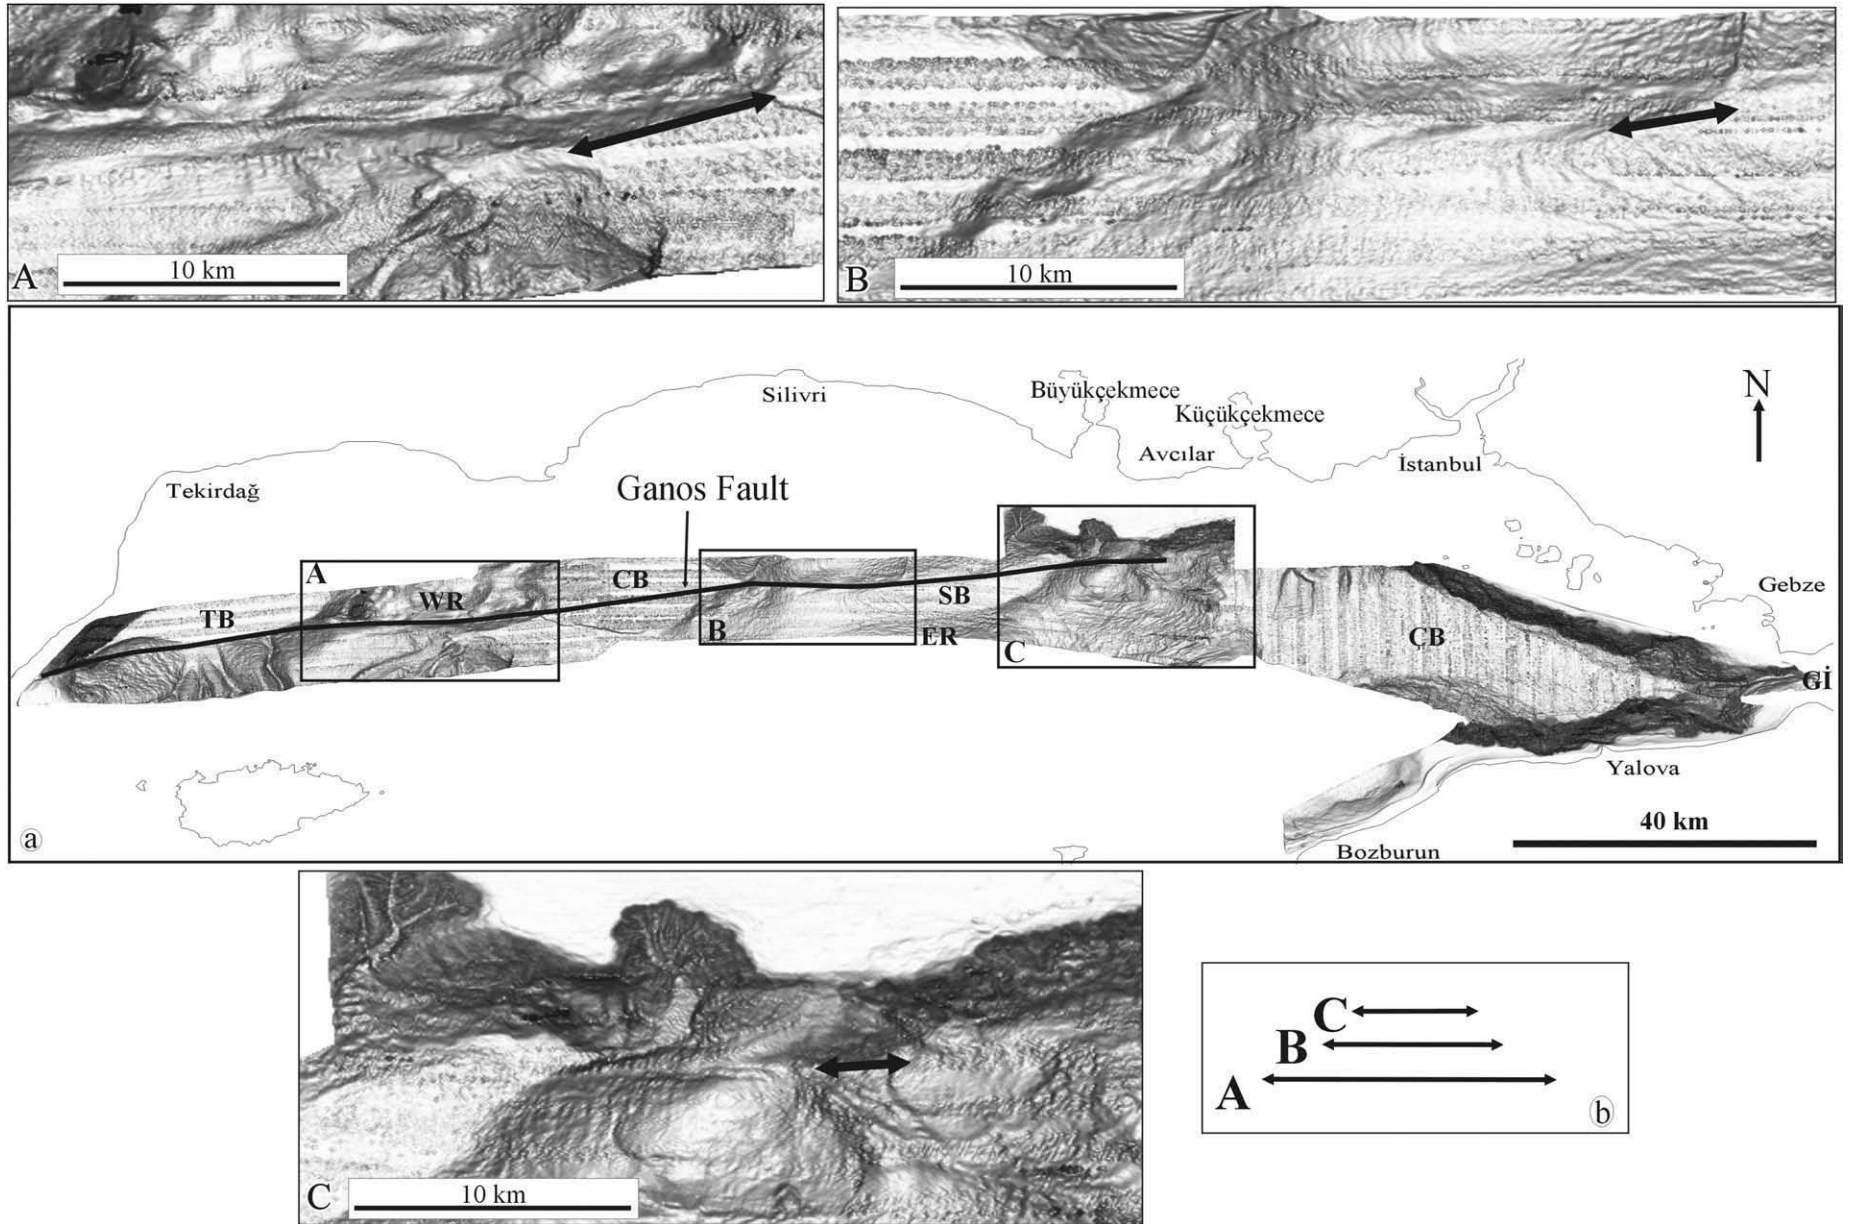 A
10 km
B
10 km
Silivri
Büyükçekmece
Küçükçekmece
Avcılar
İstanbul
N
Tekirdağ
Ganos Fault
Gebze
A
WR
TB
CB
B
SB
ER
C
ÇB
Gİ
Yalova
40 km
Bozburun
a
C
10 km
C
B
A
b